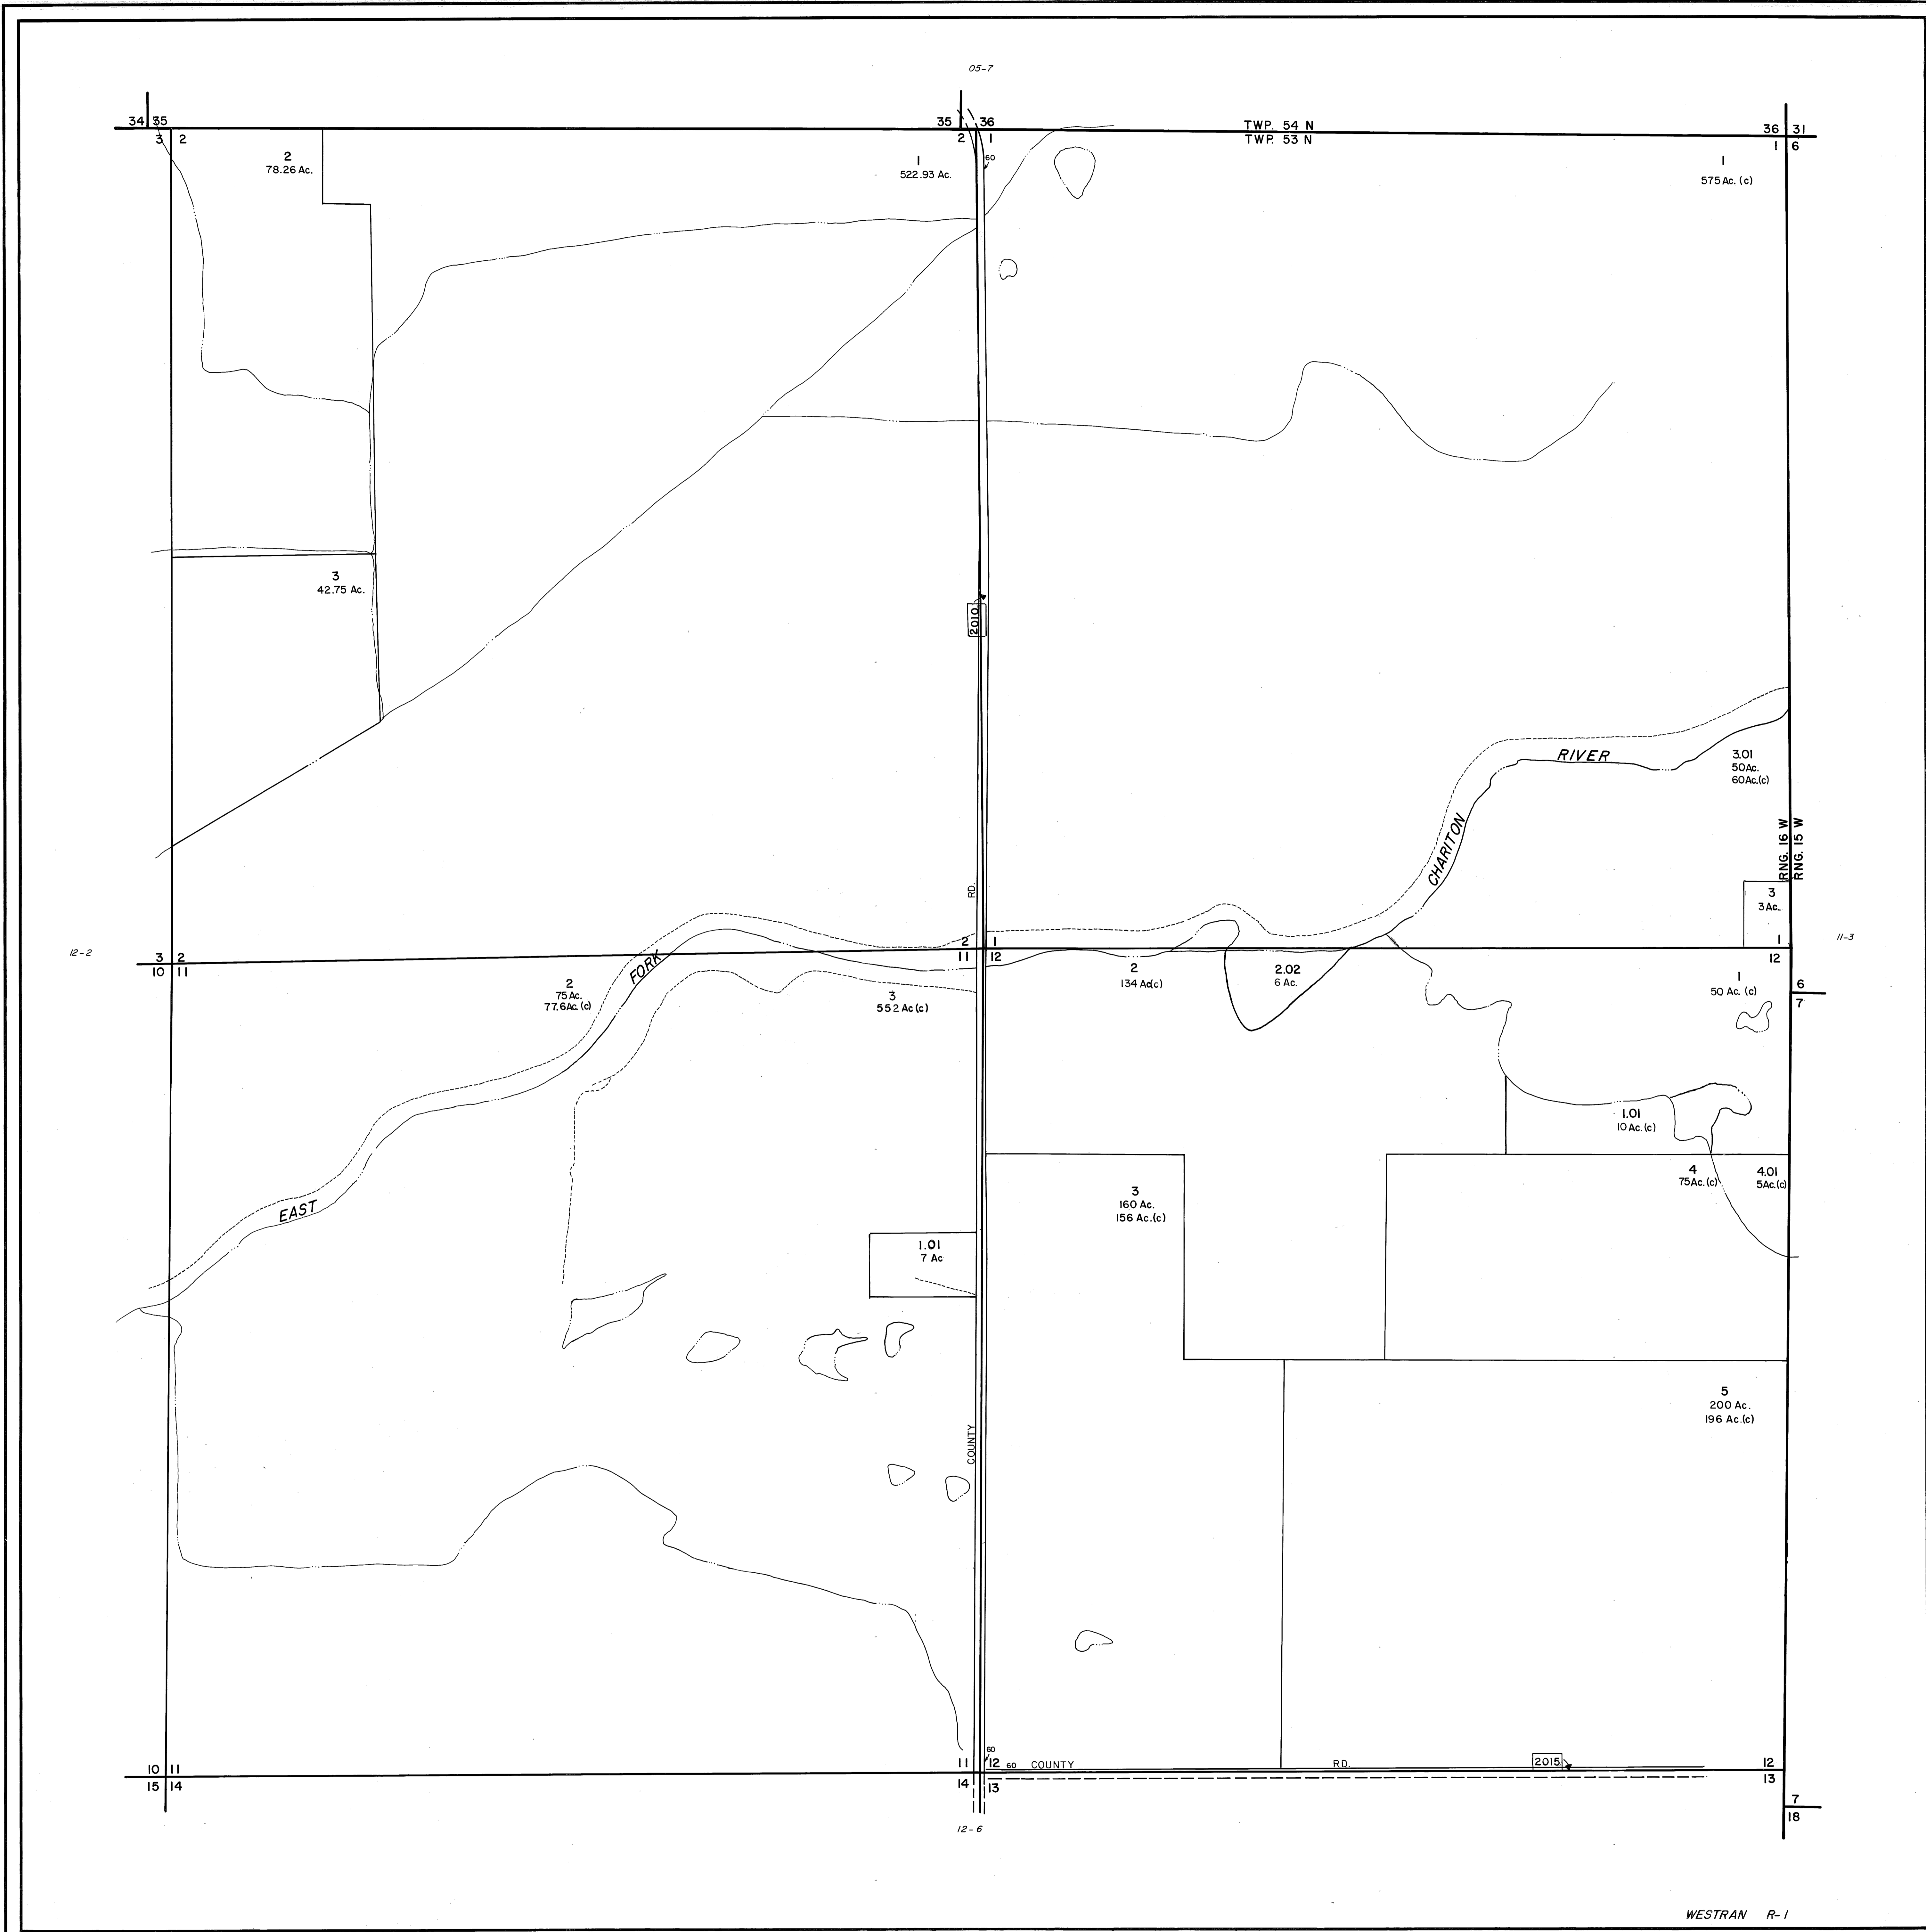 05-7
34 35
35 36
TWP. 54 N
36 31
3 2
2 1
TWP. 53 N
1 6
2
78.26 Ac.
1
522.93 Ac.
60
1
575 Ac. (c)
3
42.75 Ac.
2010
RIVER
3.01
50 Ac.
60 Ac.(c)
CHARITON
RNG. 16 W
RNG. 15 W
RD.
3
3 Ac.
12-2
11-3
3 2
2 1
1
10 11
11 12
12
FORK
2
75 Ac.
77.6 Ac. (c)
3
552 Ac (c)
2
134 Ac(c)
2.02
6 Ac.
1
50 Ac. (c)
6
7
1.01
10 Ac. (c)
EAST
3
160 Ac.
156 Ac.(c)
4
75 Ac. (c)
4.01
5 Ac.(c)
1.01
7 Ac
5
200 Ac.
196 Ac.(c)
COUNTY
60
10 11
11 12
60 COUNTY RD. 2015
12
15 14
14 13
13
7
18
12-6
WESTRAN R-1